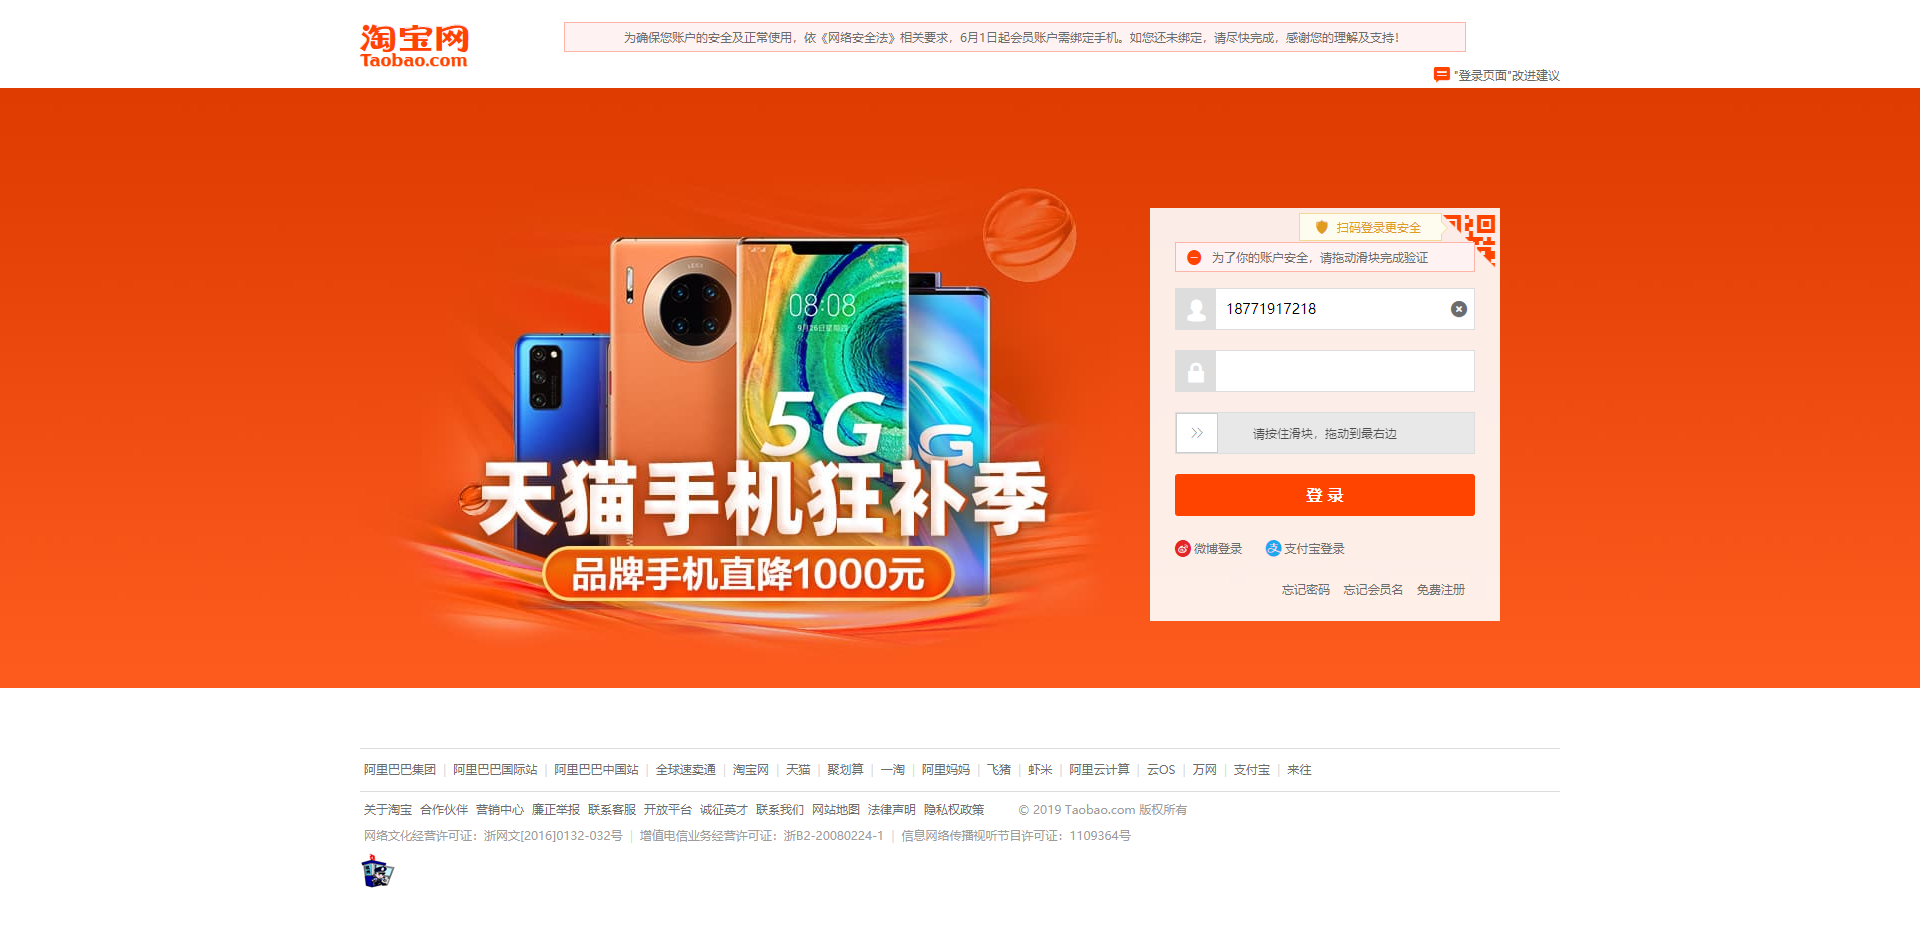 淘宝网
Taobao.com
为确保您账户的安全及正常使用，依《网络安全法》相关要求，6月1日起会员账户需绑定手机。如您还未绑定，请尽快完成，感谢您的理解及支持！
"登录页面"改进建议
扫码登录更安全
为了你的账户安全，请拖动滑块完成验证
18771917218
请按住滑块，拖动到最右边
登 录
微博登录 支付宝登录
忘记密码 忘记会员名 免费注册
LEICA
08:08
9月26日星期四
5G
G
天猫手机狂补季
品牌手机直降1000元
阿里巴巴集团 | 阿里巴巴国际站 | 阿里巴巴中国站 | 全球速卖通 | 淘宝网 | 天猫 | 聚划算 | 一淘 | 阿里妈妈 | 飞猪 | 虾米 | 阿里云计算 | 云OS | 万网 | 支付宝 | 来往
关于淘宝 合作伙伴 营销中心 廉正举报 联系客服 开放平台 诚征英才 联系我们 网站地图 法律声明 隐私权政策 © 2019 Taobao.com 版权所有
网络文化经营许可证：浙网文[2016]0132-032号 | 增值电信业务经营许可证：浙B2-20080224-1 | 信息网络传播视听节目许可证：1109364号